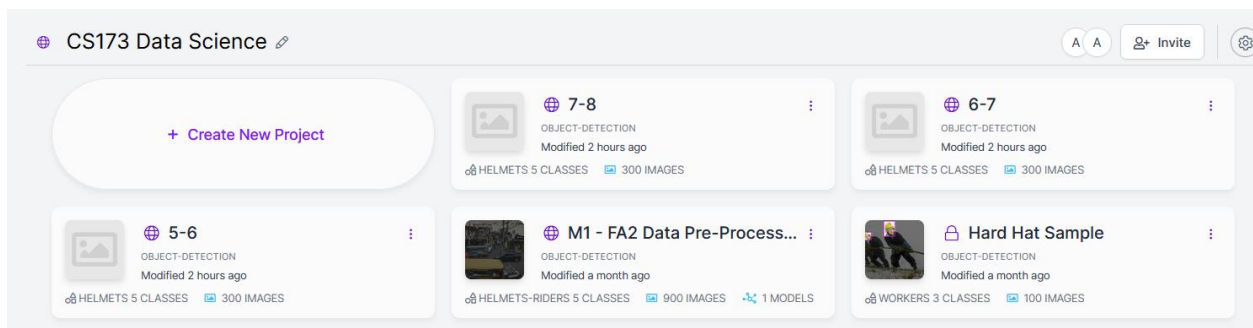 CS173 Data Science
A A Invite
+ Create New Project
7-8
OBJECT-DETECTION
Modified 2 hours ago
HELMETS 5 CLASSES 300 IMAGES
6-7
OBJECT-DETECTION
Modified 2 hours ago
HELMETS 5 CLASSES 300 IMAGES
5-6
OBJECT-DETECTION
Modified 2 hours ago
HELMETS 5 CLASSES 300 IMAGES
M1 - FA2 Data Pre-Process...
OBJECT-DETECTION
Modified a month ago
HELMETS-RIDERS 5 CLASSES 900 IMAGES 1 MODELS
Hard Hat Sample
OBJECT-DETECTION
Modified a month ago
WORKERS 3 CLASSES 100 IMAGES